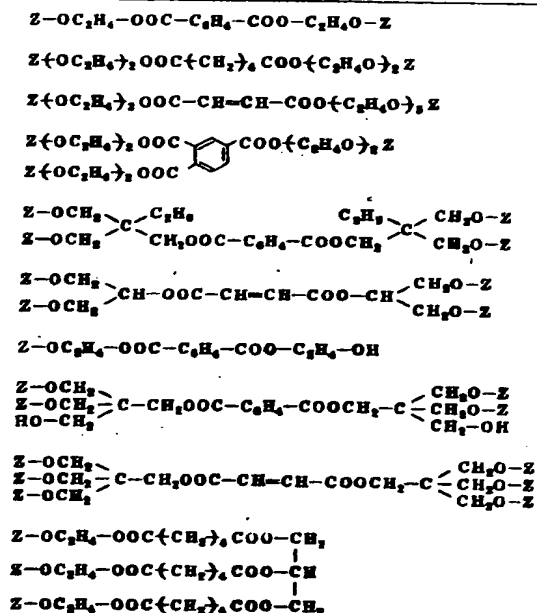 Z-OC₂H₄-OOC-C₆H₄-COO-C₂H₄O-Z
Z(OC₂H₄)₂OOC(CH₂)₄COO(C₂H₄O)₂Z
Z(OC₂H₄)₂OOC-CH=CH-COO(C₂H₄O)₃Z
Z(OC₂H₄)₂OOC COO(C₂H₄O)₂Z
Z(OC₂H₄)₂OOC
Z-OCH₂ C₂H₅ C₂H₅ CH₂O-Z
C C
Z-OCH₂ CH₂OOC-C₆H₄-COOCH₂ CH₂O-Z
Z-OCH₂ CH₂O-Z
CH-OOC-CH=CH-COO-CH
Z-OCH₂ CH₂O-Z
Z-OC₂H₄-OOC-C₆H₄-COO-C₂H₄-OH
Z-OCH₂ CH₂O-Z
Z-OCH₂-C-CH₂OOC-C₆H₄-COOCH₂-C-CH₂O-Z
HO-CH₂ CH₂-OH
Z-OCH₂ CH₂O-Z
Z-OCH₂-C-CH₂OOC-CH=CH-COOCH₂-C-CH₂O-Z
Z-OCH₂ CH₂O-Z
Z-OC₂H₄-OOC(CH₂)₄COO-CH₂
Z-OC₂H₄-OOC(CH₂)₄COO-CH
Z-OC₂H₄-OOC(CH₂)₄COO-CH₂